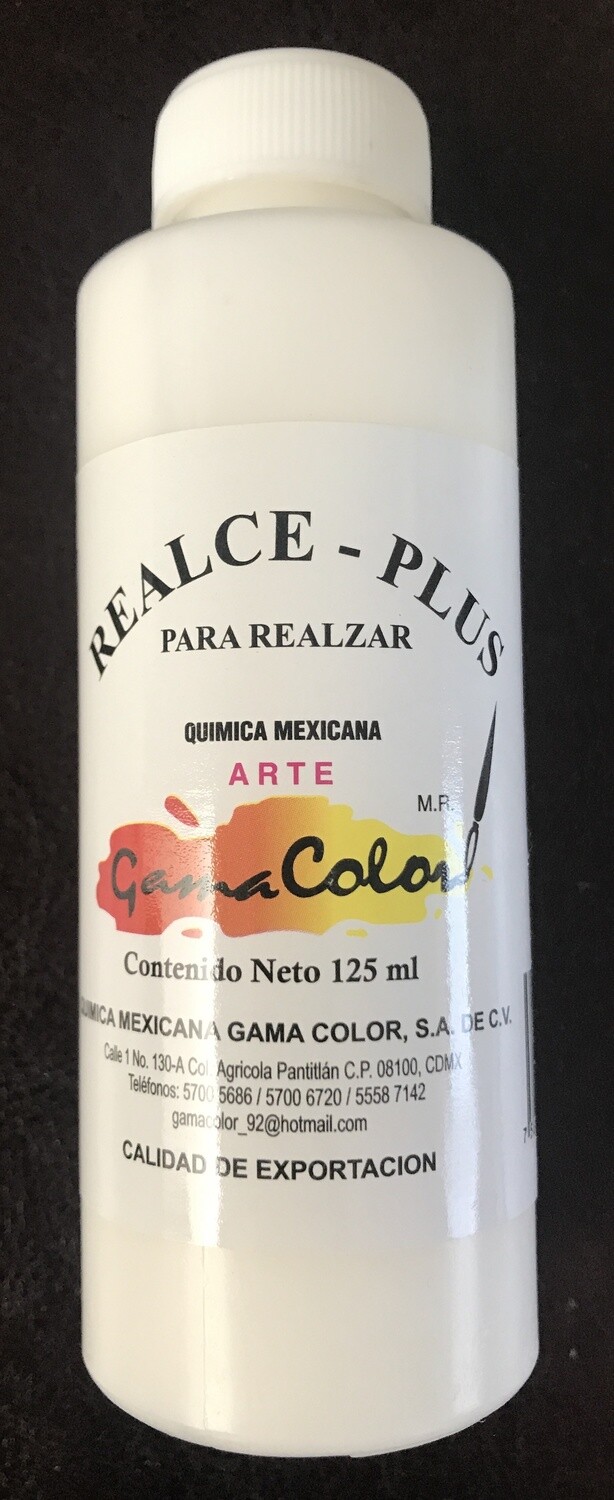 REALCE - PLUS
PARA REALZAR
QUIMICA MEXICANA
ARTE
M.R.
GamaColor
Contenido Neto 125 ml
QUIMICA MEXICANA GAMA COLOR, S.A. DE C.V.
Calle 1 No. 130-A Col. Agricola Pantitlán C.P. 08100, CDMX
Teléfonos: 5700 5686 / 5700 6720 / 5558 7142
gamacolor_92@hotmail.com
CALIDAD DE EXPORTACION